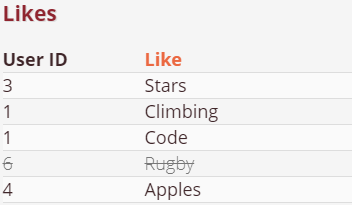 Likes
User ID Like
3 Stars
1 Climbing
1 Code
6 Rugby
4 Apples